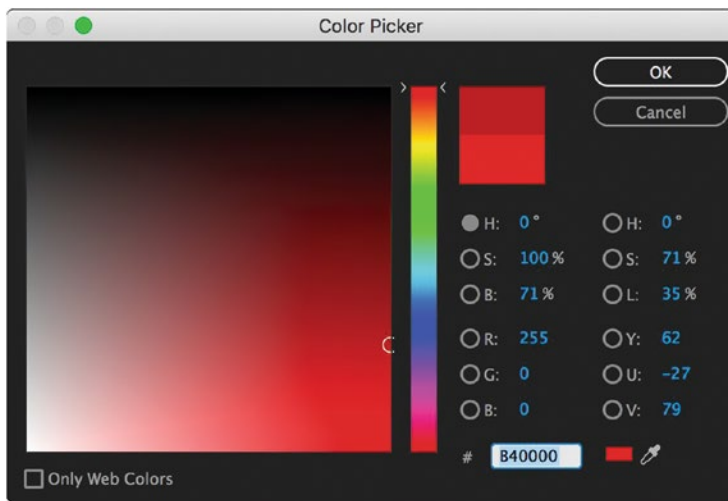 Color Picker
OK
Cancel
H: 0° H: 0°
S: 100% S: 71%
B: 71% L: 35%
R: 255 Y: 62
G: 0 U: -27
B: 0 V: 79
# B40000
Only Web Colors